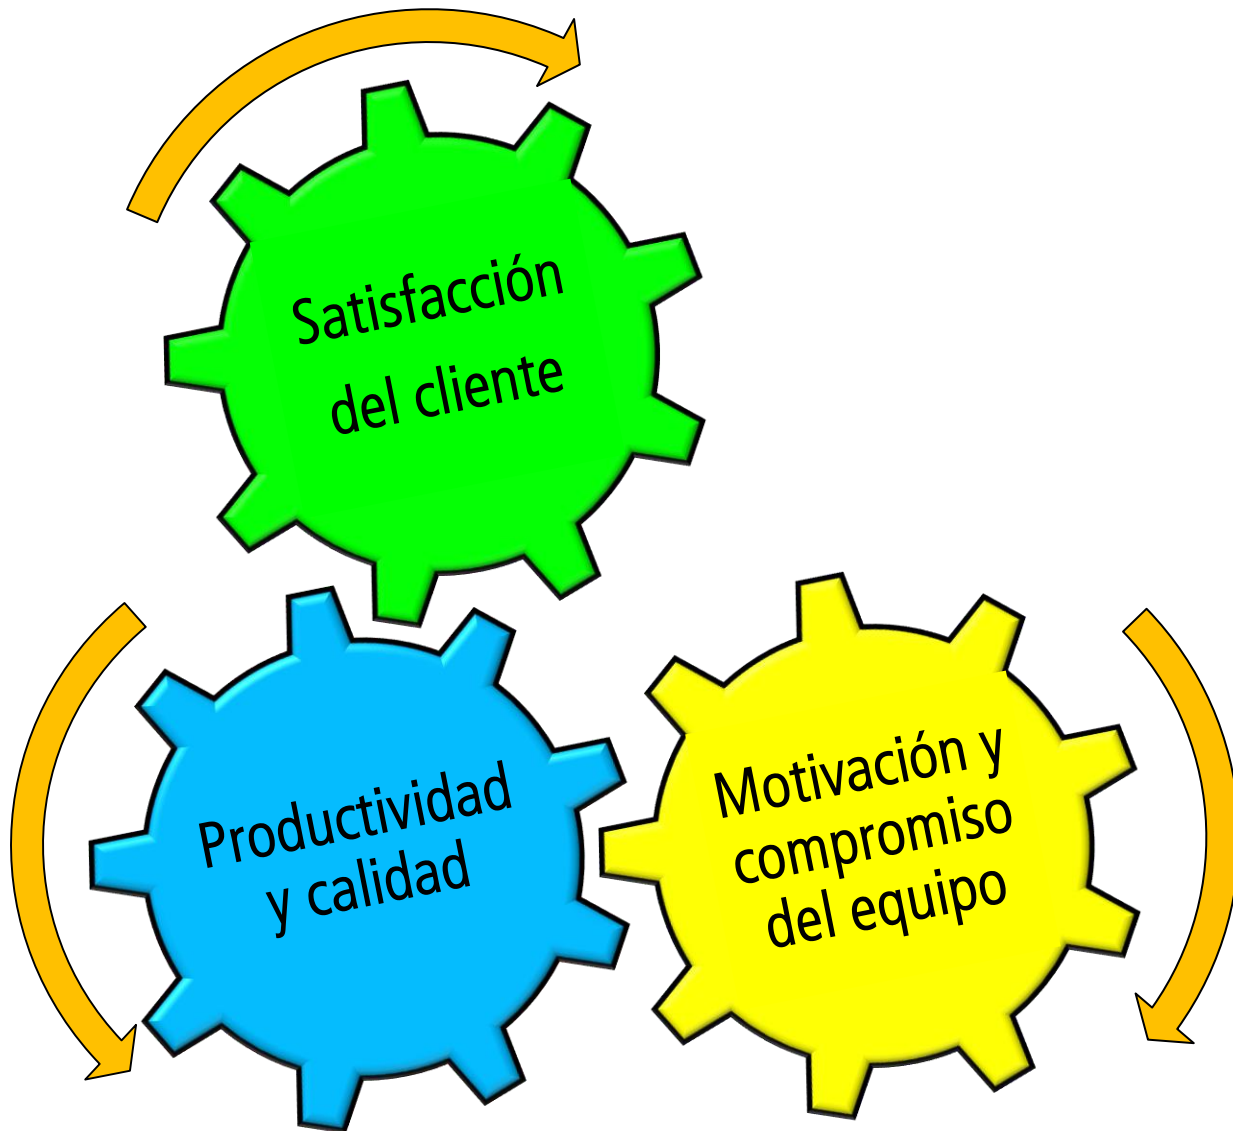 Satisfacción
del cliente
Productividad
y calidad
Motivación y
compromiso
del equipo